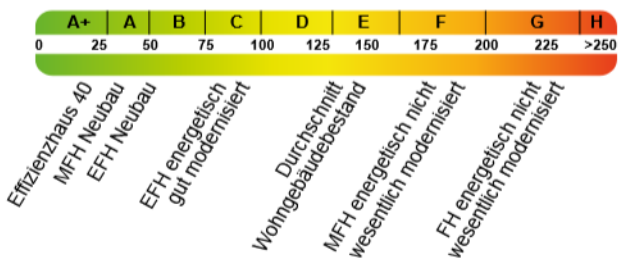 A+ A B C D E F G H
0 25 50 75 100 125 150 175 200 225 >250
Effizienzhaus 40
MFH Neubau
EFH Neubau
EFH energetisch
gut modernisiert
Durchschnitt
Wohngebäudebestand
MFH energetisch nicht
wesentlich modernisiert
FH energetisch nicht
wesentlich modernisiert